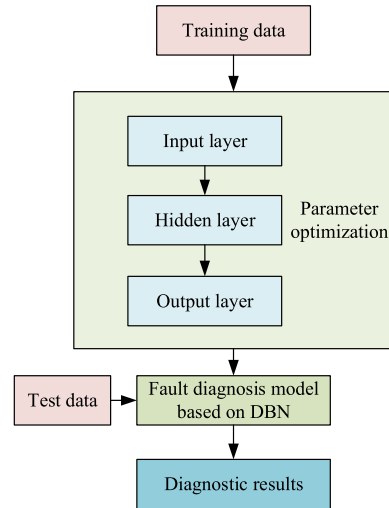 Training data
Input layer
Hidden layer
Parameter
optimization
Output layer
Test data
Fault diagnosis model
based on DBN
Diagnostic results